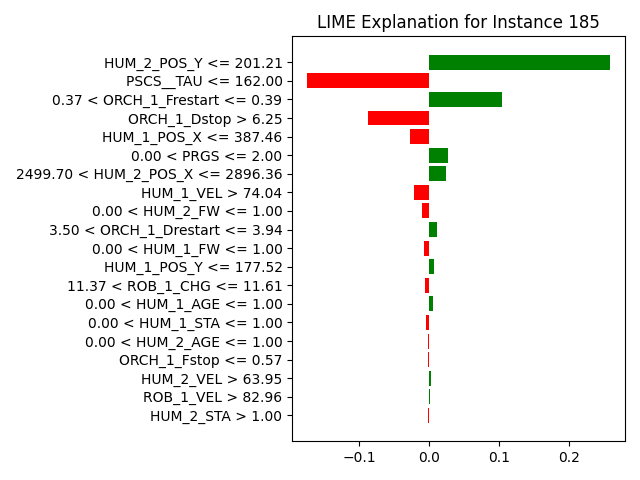 LIME Explanation for Instance 185
HUM_2_POS_Y <= 201.21
PSCS__TAU <= 162.00
0.37 < ORCH_1_Frestart <= 0.39
ORCH_1_Dstop > 6.25
HUM_1_POS_X <= 387.46
0.00 < PRGS <= 2.00
2499.70 < HUM_2_POS_X <= 2896.36
HUM_1_VEL > 74.04
0.00 < HUM_2_FW <= 1.00
3.50 < ORCH_1_Drestart <= 3.94
0.00 < HUM_1_FW <= 1.00
HUM_1_POS_Y <= 177.52
11.37 < ROB_1_CHG <= 11.61
0.00 < HUM_1_AGE <= 1.00
0.00 < HUM_1_STA <= 1.00
0.00 < HUM_2_AGE <= 1.00
ORCH_1_Fstop <= 0.57
HUM_2_VEL > 63.95
ROB_1_VEL > 82.96
HUM_2_STA > 1.00
−0.1 0.0 0.1 0.2